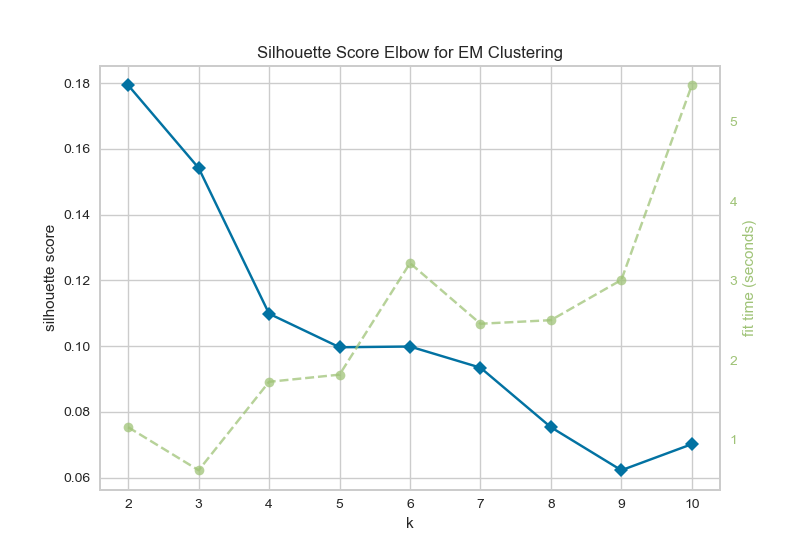 Silhouette Score Elbow for EM Clustering
silhouette score
0.18
0.16
0.14
0.12
0.10
0.08
0.06
5
4
3
2
1
fit time (seconds)
2 3 4 5 6 7 8 9 10
k